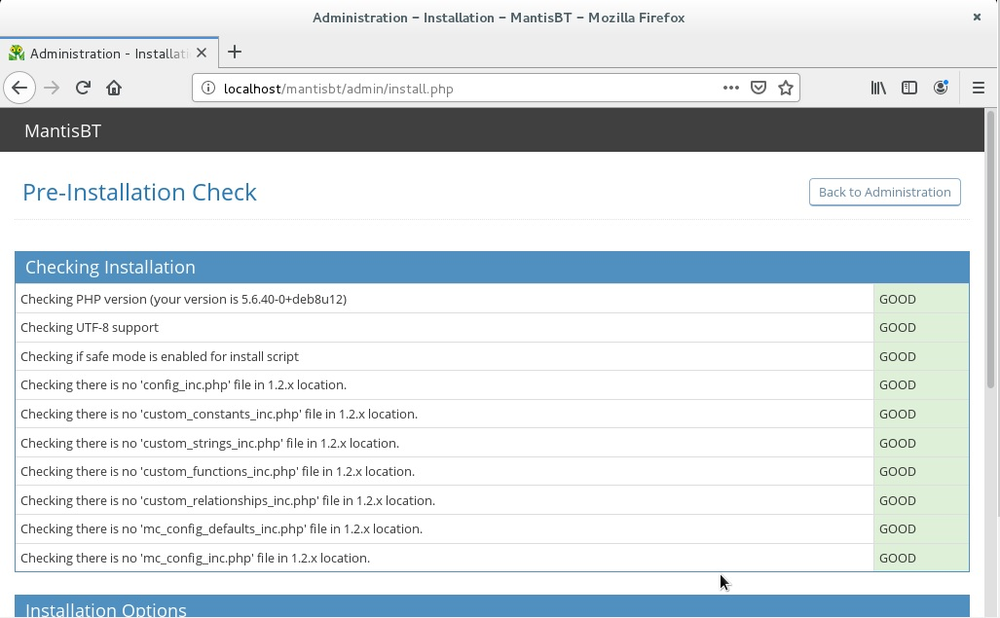 Administration – Installation – MantisBT – Mozilla Firefox
Administration - Installati
localhost/mantisbt/admin/install.php
MantisBT
Pre-Installation Check
Back to Administration
Checking Installation
Checking PHP version (your version is 5.6.40-0+deb8u12) GOOD
Checking UTF-8 support GOOD
Checking if safe mode is enabled for install script GOOD
Checking there is no 'config_inc.php' file in 1.2.x location. GOOD
Checking there is no 'custom_constants_inc.php' file in 1.2.x location. GOOD
Checking there is no 'custom_strings_inc.php' file in 1.2.x location. GOOD
Checking there is no 'custom_functions_inc.php' file in 1.2.x location. GOOD
Checking there is no 'custom_relationships_inc.php' file in 1.2.x location. GOOD
Checking there is no 'mc_config_defaults_inc.php' file in 1.2.x location. GOOD
Checking there is no 'mc_config_inc.php' file in 1.2.x location. GOOD
Installation Options